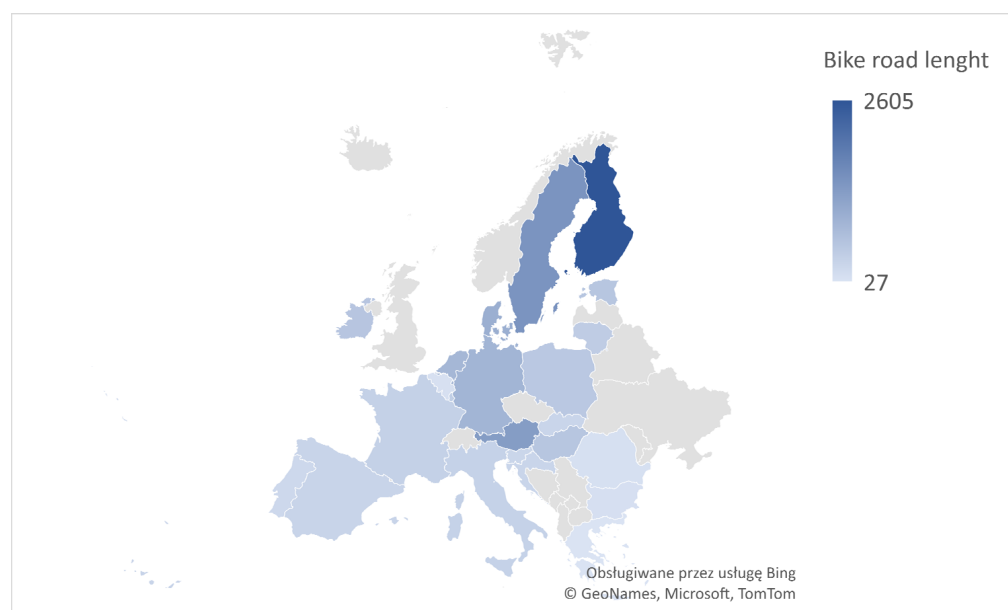 Bike road lenght
2605
27
Obsługiwane przez usługę Bing
© GeoNames, Microsoft, TomTom